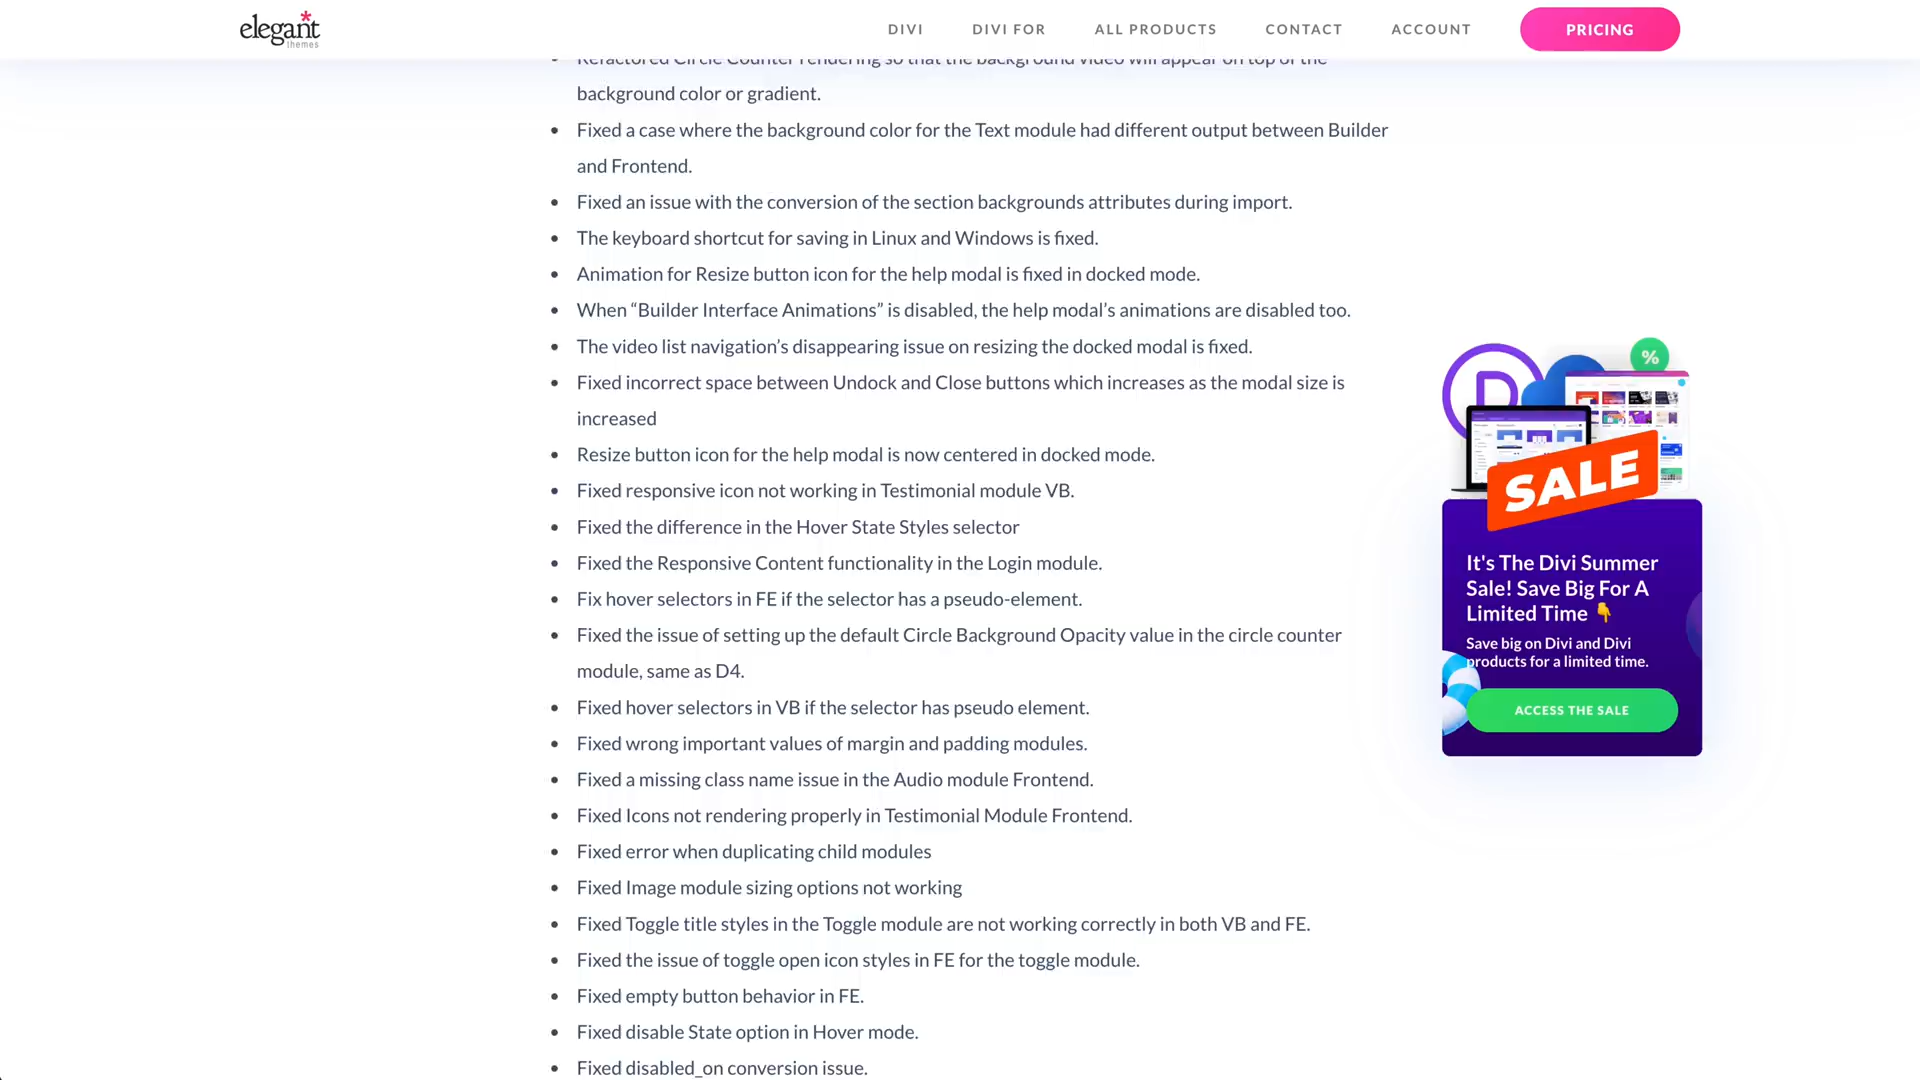 elegant
themes
DIVI
DIVI FOR
ALL PRODUCTS
CONTACT
ACCOUNT
PRICING
Refactored Circle Counter rendering so that the background video will appear on top of the
background color or gradient.
Fixed a case where the background color for the Text module had different output between Builder
and Frontend.
Fixed an issue with the conversion of the section backgrounds attributes during import.
The keyboard shortcut for saving in Linux and Windows is fixed.
Animation for Resize button icon for the help modal is fixed in docked mode.
When “Builder Interface Animations” is disabled, the help modal’s animations are disabled too.
The video list navigation’s disappearing issue on resizing the docked modal is fixed.
Fixed incorrect space between Undock and Close buttons which increases as the modal size is
increased
Resize button icon for the help modal is now centered in docked mode.
Fixed responsive icon not working in Testimonial module VB.
Fixed the difference in the Hover State Styles selector
Fixed the Responsive Content functionality in the Login module.
Fix hover selectors in FE if the selector has a pseudo-element.
Fixed the issue of setting up the default Circle Background Opacity value in the circle counter
module, same as D4.
Fixed hover selectors in VB if the selector has pseudo element.
Fixed wrong important values of margin and padding modules.
Fixed a missing class name issue in the Audio module Frontend.
Fixed Icons not rendering properly in Testimonial Module Frontend.
Fixed error when duplicating child modules
Fixed Image module sizing options not working
Fixed Toggle title styles in the Toggle module are not working correctly in both VB and FE.
Fixed the issue of toggle open icon styles in FE for the toggle module.
Fixed empty button behavior in FE.
Fixed disable State option in Hover mode.
Fixed disabled_on conversion issue.
D
%
SALE
It's The Divi Summer
Sale! Save Big For A
Limited Time 👇
Save big on Divi and Divi
products for a limited time.
ACCESS THE SALE